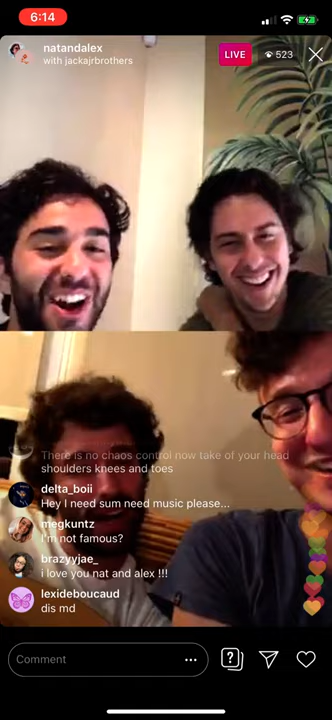 6:14
natandalex
with jackajrbrothers
LIVE
523
There is no chaos control now take of your head
shoulders knees and toes
delta_boii
Hey I need sum need music please...
megkuntz
I'm not famous?
brazyyjae_
i love you nat and alex !!!
lexideboucaud
dis md
Comment